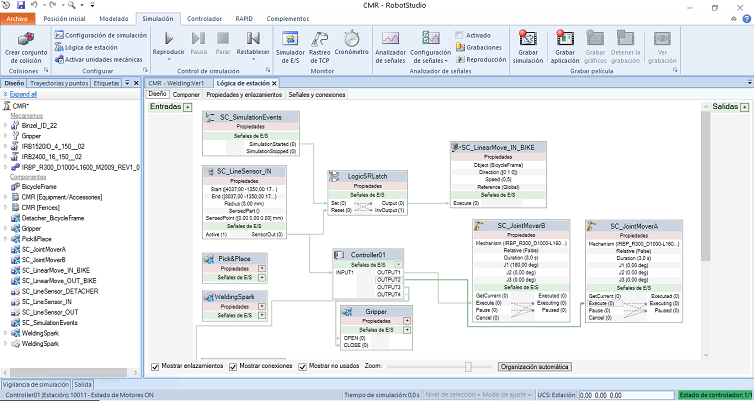 CMR - RobotStudio
Archivo Posición inicial Modelado Simulación Controlador RAPID Complementos
Crear conjunto de colisión
Configuración de simulación
Lógica de estación
Activar unidades mecánicas
Reproducir Pausa Parar Restablecer
Simulador de E/S
Rastreo de TCP
Cronómetro
Analizador de señales
Configuración de señales
Activado
Grabaciones
Reproducción
Grabar simulación
Grabar aplicación
Grabar gráficos
Detener la grabación
Ver grabación
Colisiones Configurar Control de simulación Monitor Analizador de señales Grabar película
Diseño Trayectorias y puntos Etiquetas
Expand all
CMR*
Mecanismos
Binzel_ID_22
Gripper
IRB1520ID_4_150__02
IRB2400_16_150__02
IRBP_R300_D1000-L1600_M2009_REV1_0
Componentes
BicycleFrame
CMR [Equipment/Accessories]
CMR [Fences]
Detacher_BicycleFrame
Gripper
Pick&Place
SC_JointMoverA
SC_JointMoverB
SC_LinearMove_IN_BIKE
SC_LinearMove_OUT_BIKE
SC_LineSensor_DETACHER
SC_LineSensor_IN
SC_LineSensor_OUT
SC_SimulationEvents
WeldingSpark
WeldingSpark
CMR - Welding:Ver1 Lógica de estación
Diseño Componer Propiedades y enlazamientos Señales y conexiones
Entradas +
Salidas +
SC_SimulationEvents
Propiedades
Señales de E/S
SimulationStarted (0)
SimulationStopped (0)
SC_LineSensor_IN
Propiedades
Start ([4037,00 -1250,00 17...)
End ([3037,00 -1350,00 17...)
Radius (5,00 mm)
SensedPart ()
SensedPoint ([0.00 0.00 0.00] mm)
Señales de E/S
Active (1) SensorOut (0)
LogicSRLatch
Propiedades
Señales de E/S
Set (0) Output (0)
Reset (0) InvOutput (1)
SC_LinearMove_IN_BIKE
Propiedades
Object (BicycleFrame)
Direction ([0 1 0])
Speed (0,5)
Reference (Global)
Señales de E/S
Execute (0)
Pick&Place
Propiedades +
Señales de E/S +
WeldingSpark
Propiedades +
Señales de E/S +
Controller01
Señales de E/S
INPUT1 OUTPUT1
OUTPUT2
OUTPUT3
OUTPUT4
Gripper
Propiedades +
Señales de E/S +
OPEN (0)
CLOSE (0)
SC_JointMoverB
Propiedades
Mechanism (IRBP_R300_D1000-L160...)
Relative (False)
Duration (3,0 s)
J1 (180,00 deg)
J2 (0,00 deg)
J3 (0,00 deg)
Señales de E/S
GetCurrent (0) Executed (0)
Execute (0) Executing (0)
Pause (0) Paused (0)
Cancel (0)
SC_JointMoverA
Propiedades
Mechanism (IRBP_R300_D1000-L160...)
Relative (False)
Duration (3,0 s)
J1 (0,00 deg)
J2 (0,00 deg)
J3 (0,00 deg)
Señales de E/S
GetCurrent (0) Executed (0)
Execute (0) Executing (0)
Pause (0) Paused (0)
Cancel (0)
Mostrar enlazamientos Mostrar conexiones Mostrar no usados Zoom: Organización automática
Vigilancia de simulación Salida
Controller01 (Estación): 10011 - Estado de Motores ON Tiempo de simulación:0,0s Nivel de selección Modo de ajuste UCS: Estación 0.00 0.00 0.00 Estado de controlador: 1/1